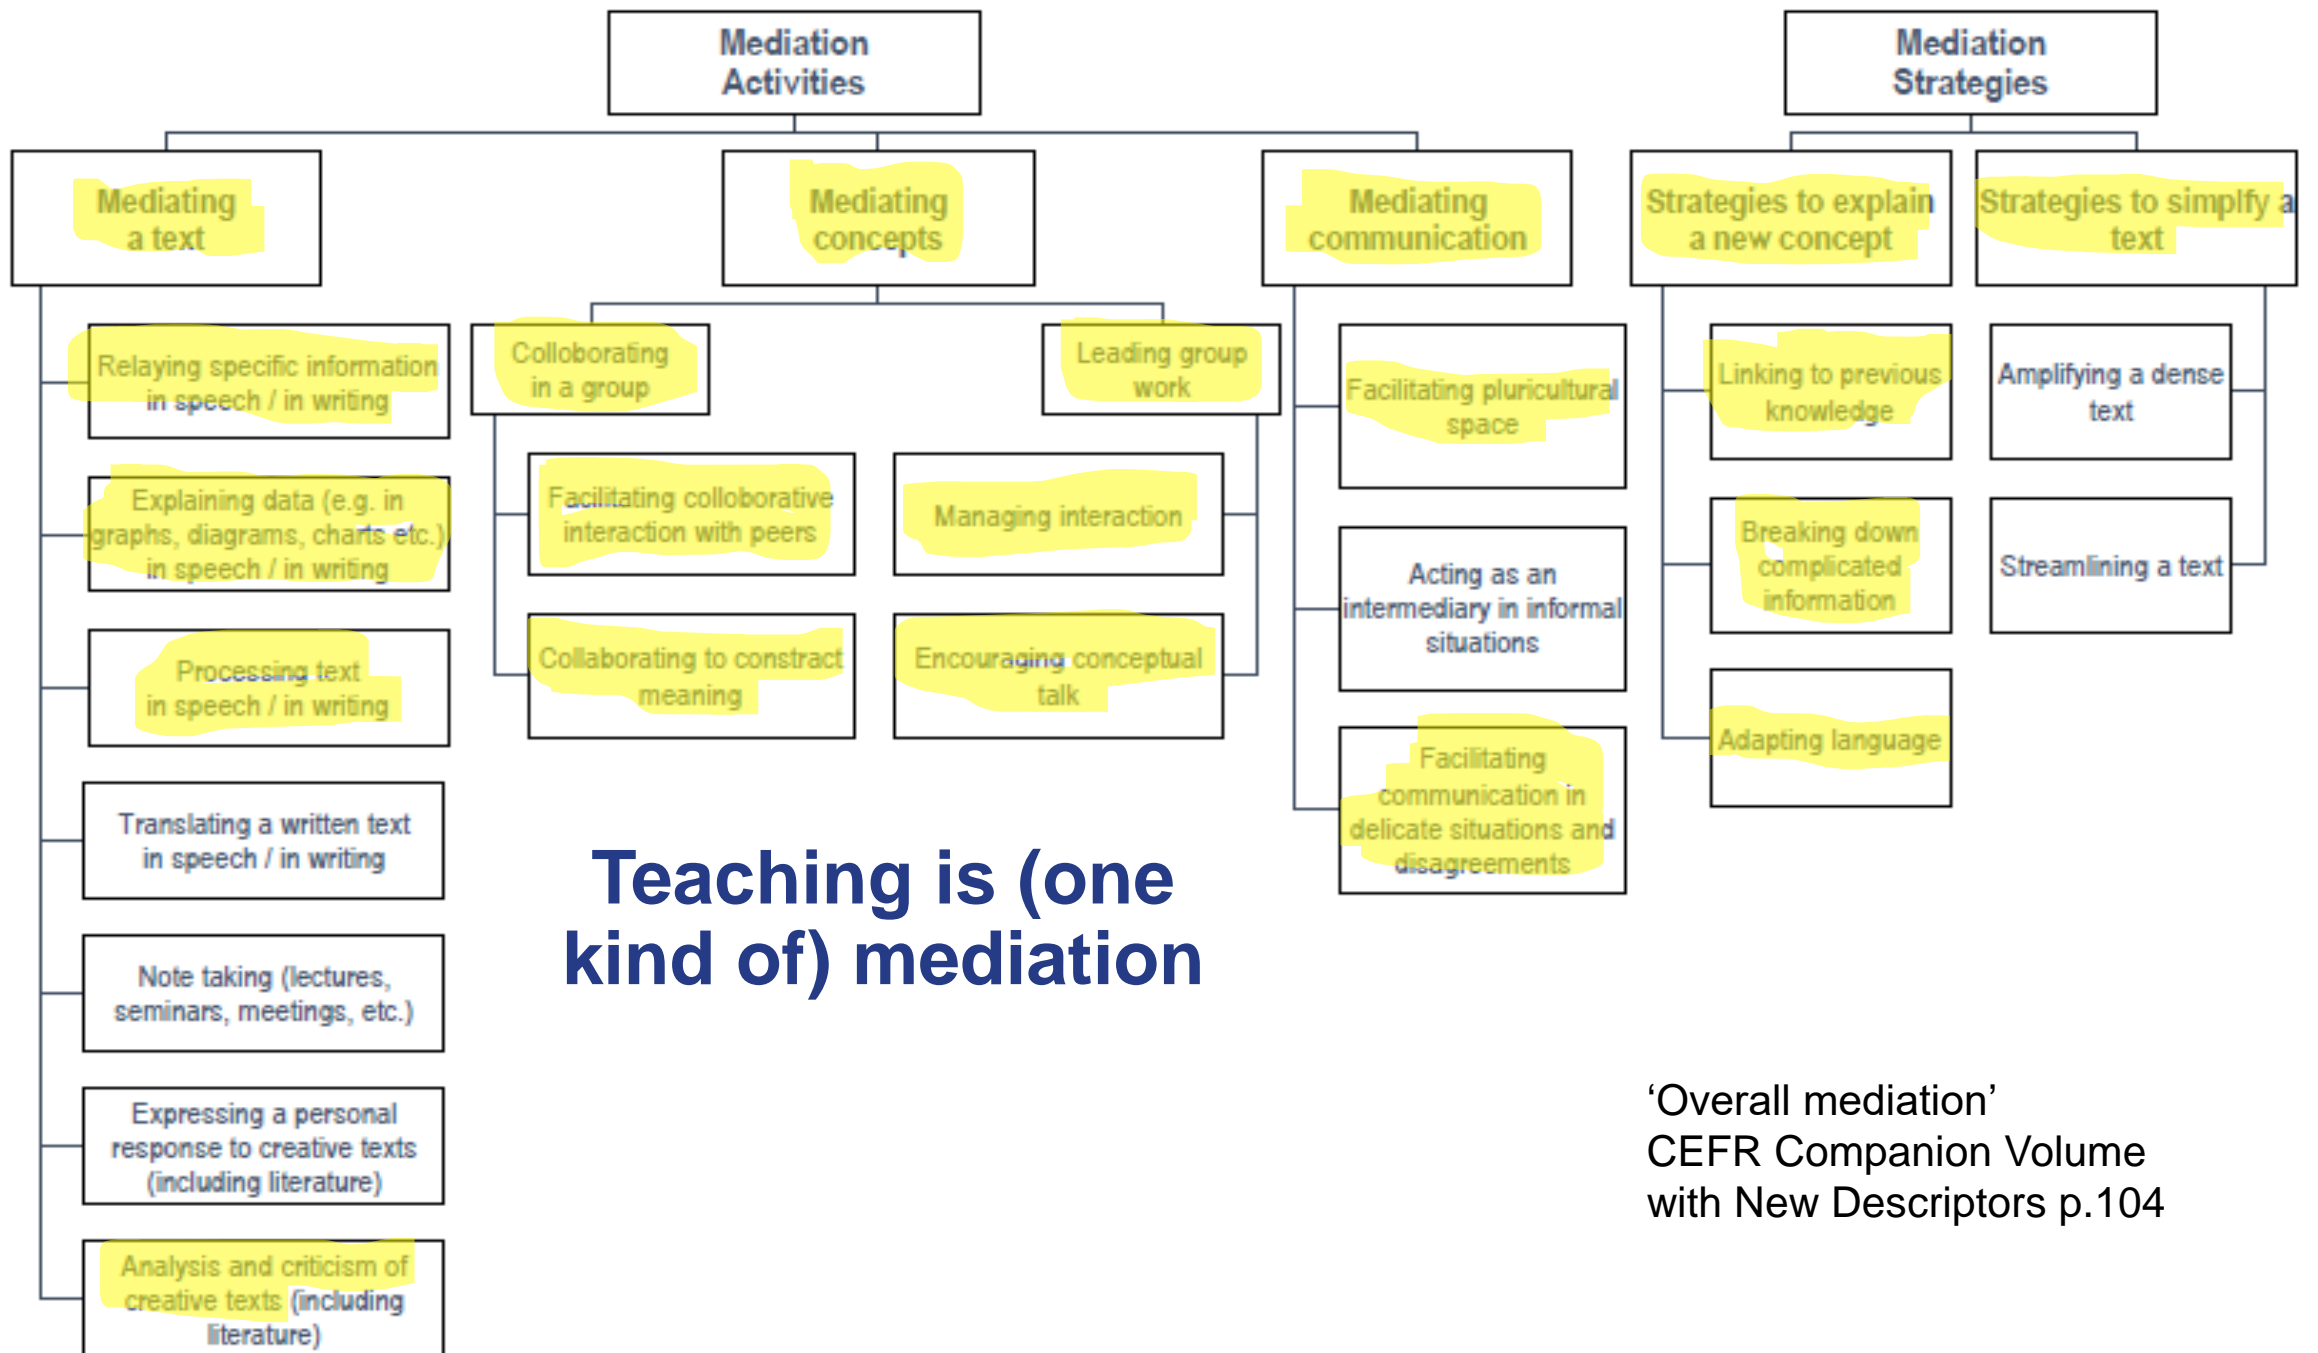 Mediation
Activities
Mediation
Strategies
Mediating
a text
Mediating
concepts
Mediating
communication
Strategies to explain
a new concept
Strategies to simplfy a
text
Relaying specific information
in speech / in writing
Explaining data (e.g. in
graphs, diagrams, charts etc.)
in speech / in writing
Processing text
in speech / in writing
Translating a written text
in speech / in writing
Note taking (lectures,
seminars, meetings, etc.)
Expressing a personal
response to creative texts
(including literature)
Analysis and criticism of
creative texts (including
literature)
Colloborating
in a group
Facilitating colloborative
interaction with peers
Collaborating to constract
meaning
Leading group
work
Managing interaction
Encouraging conceptual
talk
Facilitating pluricultural
space
Acting as an
intermediary in informal
situations
Facilitating
communication in
delicate situations and
disagreements
Linking to previous
knowledge
Breaking down
complicated
information
Adapting language
Amplifying a dense
text
Streamlining a text
Teaching is (one
kind of) mediation
‘Overall mediation’
CEFR Companion Volume
with New Descriptors p.104